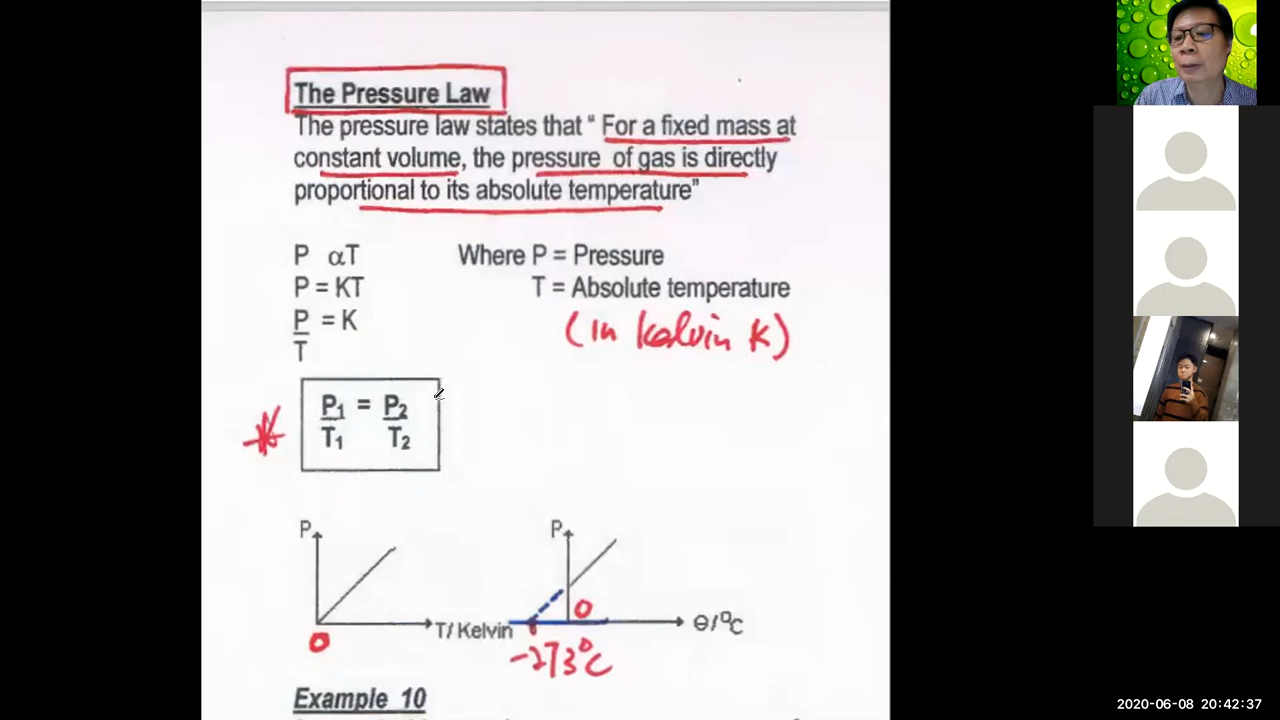 The Pressure Law
The pressure law states that “ For a fixed mass at
constant volume, the pressure of gas is directly
proportional to its absolute temperature”
P αT
Where P = Pressure
P = KT
T = Absolute temperature
P = K
T
(in kelvin K)
P1 = P2
T1 T2
P
T/ Kelvin
0
P
0
θ/⁰C
-273⁰C
Example 10
2020-06-08 20:42:37